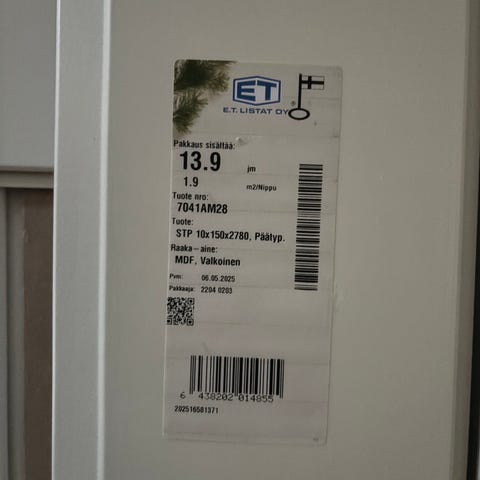 ET
E.T. LISTAT OY
Pakkaus sisältää:
13.9 jm
1.9 m2/Nippu
Tuote nro:
7041AM28
Tuote:
STP 10x150x2780, Päätyp.
Raaka-aine:
MDF, Valkoinen
Pvm: 06.05.2025
Pakkaaja: 2204 0203
6 438202 014855
202516581371